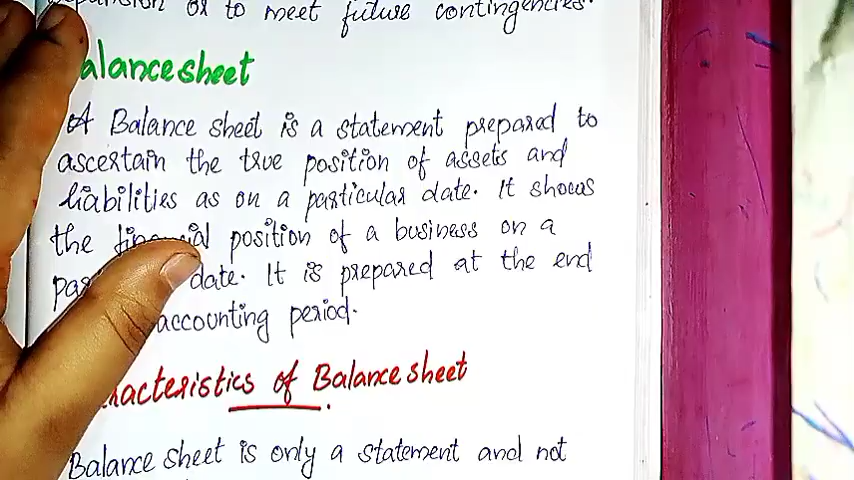 or to meet future contingencies.
alance sheet
A Balance sheet is a statement prepared to
ascertain the true position of assets and
liabilities as on a particular date. It shows
the financial position of a business on a
date. It is prepared at the end
accounting period.
racteristics of Balance sheet
Balance sheet is only a statement and not